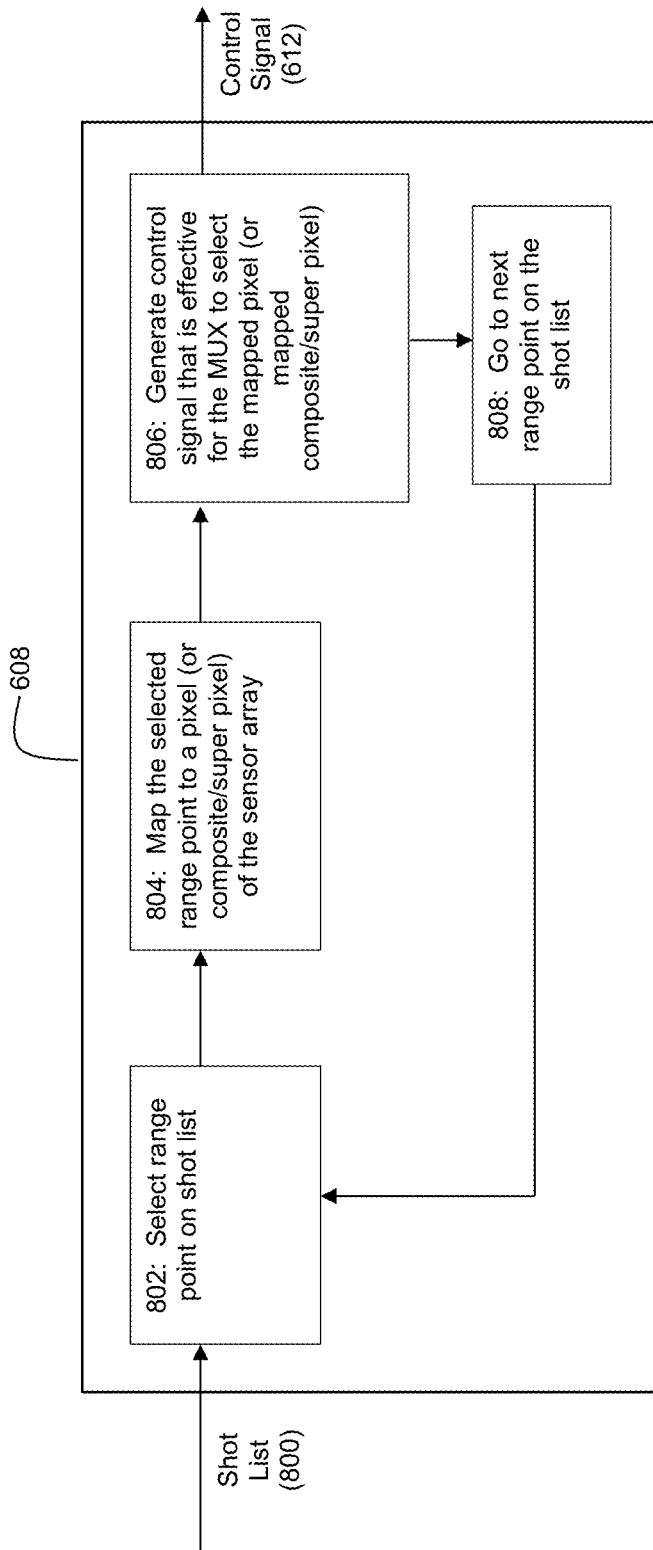 608
Shot
List
(800)
802:  Select range
point on shot list
804:  Map the selected
range point to a pixel (or
composite/super pixel)
of the sensor array
806:  Generate control
signal that is effective
for the MUX to select
the mapped pixel (or
mapped
composite/super pixel)
Control
Signal
(612)
808:  Go to next
range point on the
shot list